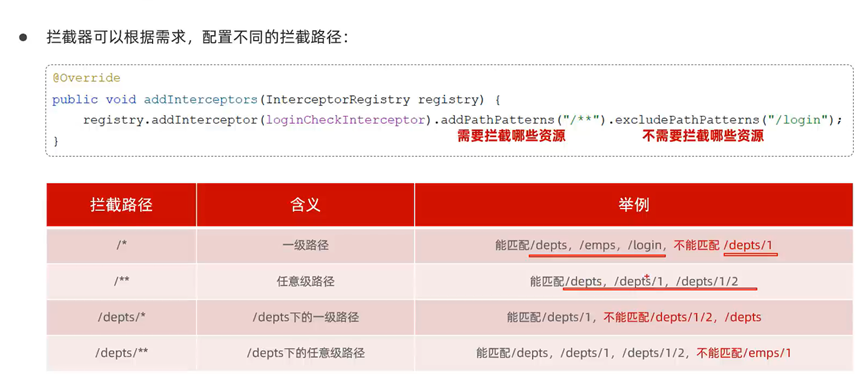 拦截器可以根据需求，配置不同的拦截路径：
@Override
public void addInterceptors(InterceptorRegistry registry) {
registry.addInterceptor(loginCheckInterceptor).addPathPatterns("/**").excludePathPatterns("/login");
需要拦截哪些资源 不需要拦截哪些资源
}
拦截路径 含义 举例
/* 一级路径 能匹配/depts，/emps，/login，不能匹配 /depts/1
/** 任意级路径 能匹配/depts，/depts/1，/depts/1/2
/depts/* /depts下的一级路径 能匹配/depts/1，不能匹配/depts/1/2，/depts
/depts/** /depts下的任意级路径 能匹配/depts，/depts/1，/depts/1/2，不能匹配/emps/1